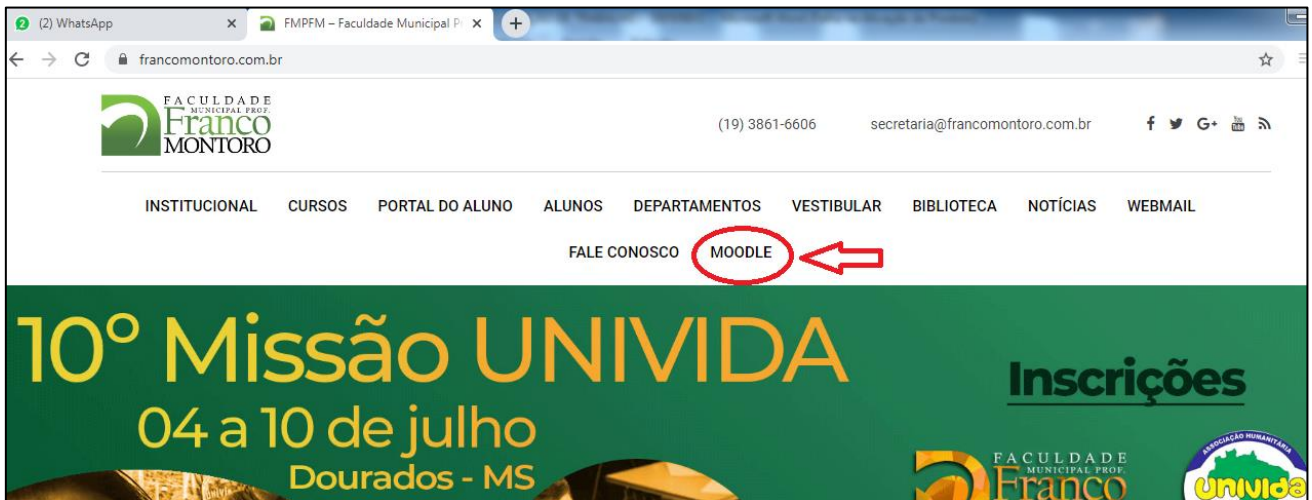 (2) WhatsApp
FMPFM – Faculdade Municipal P
francomontoro.com.br
FACULDADE
MUNICIPAL PROF.
Franco
MONTORO
(19) 3861-6606 secretaria@francomontoro.com.br
INSTITUCIONAL CURSOS PORTAL DO ALUNO ALUNOS DEPARTAMENTOS VESTIBULAR BIBLIOTECA NOTÍCIAS WEBMAIL
FALE CONOSCO MOODLE
10º Missão UNIVIDA
04 a 10 de julho
Dourados - MS
Inscrições
FACULDADE
MUNICIPAL PROF.
Franco
ASSOCIAÇÃO HUMANITÁRIA
univida